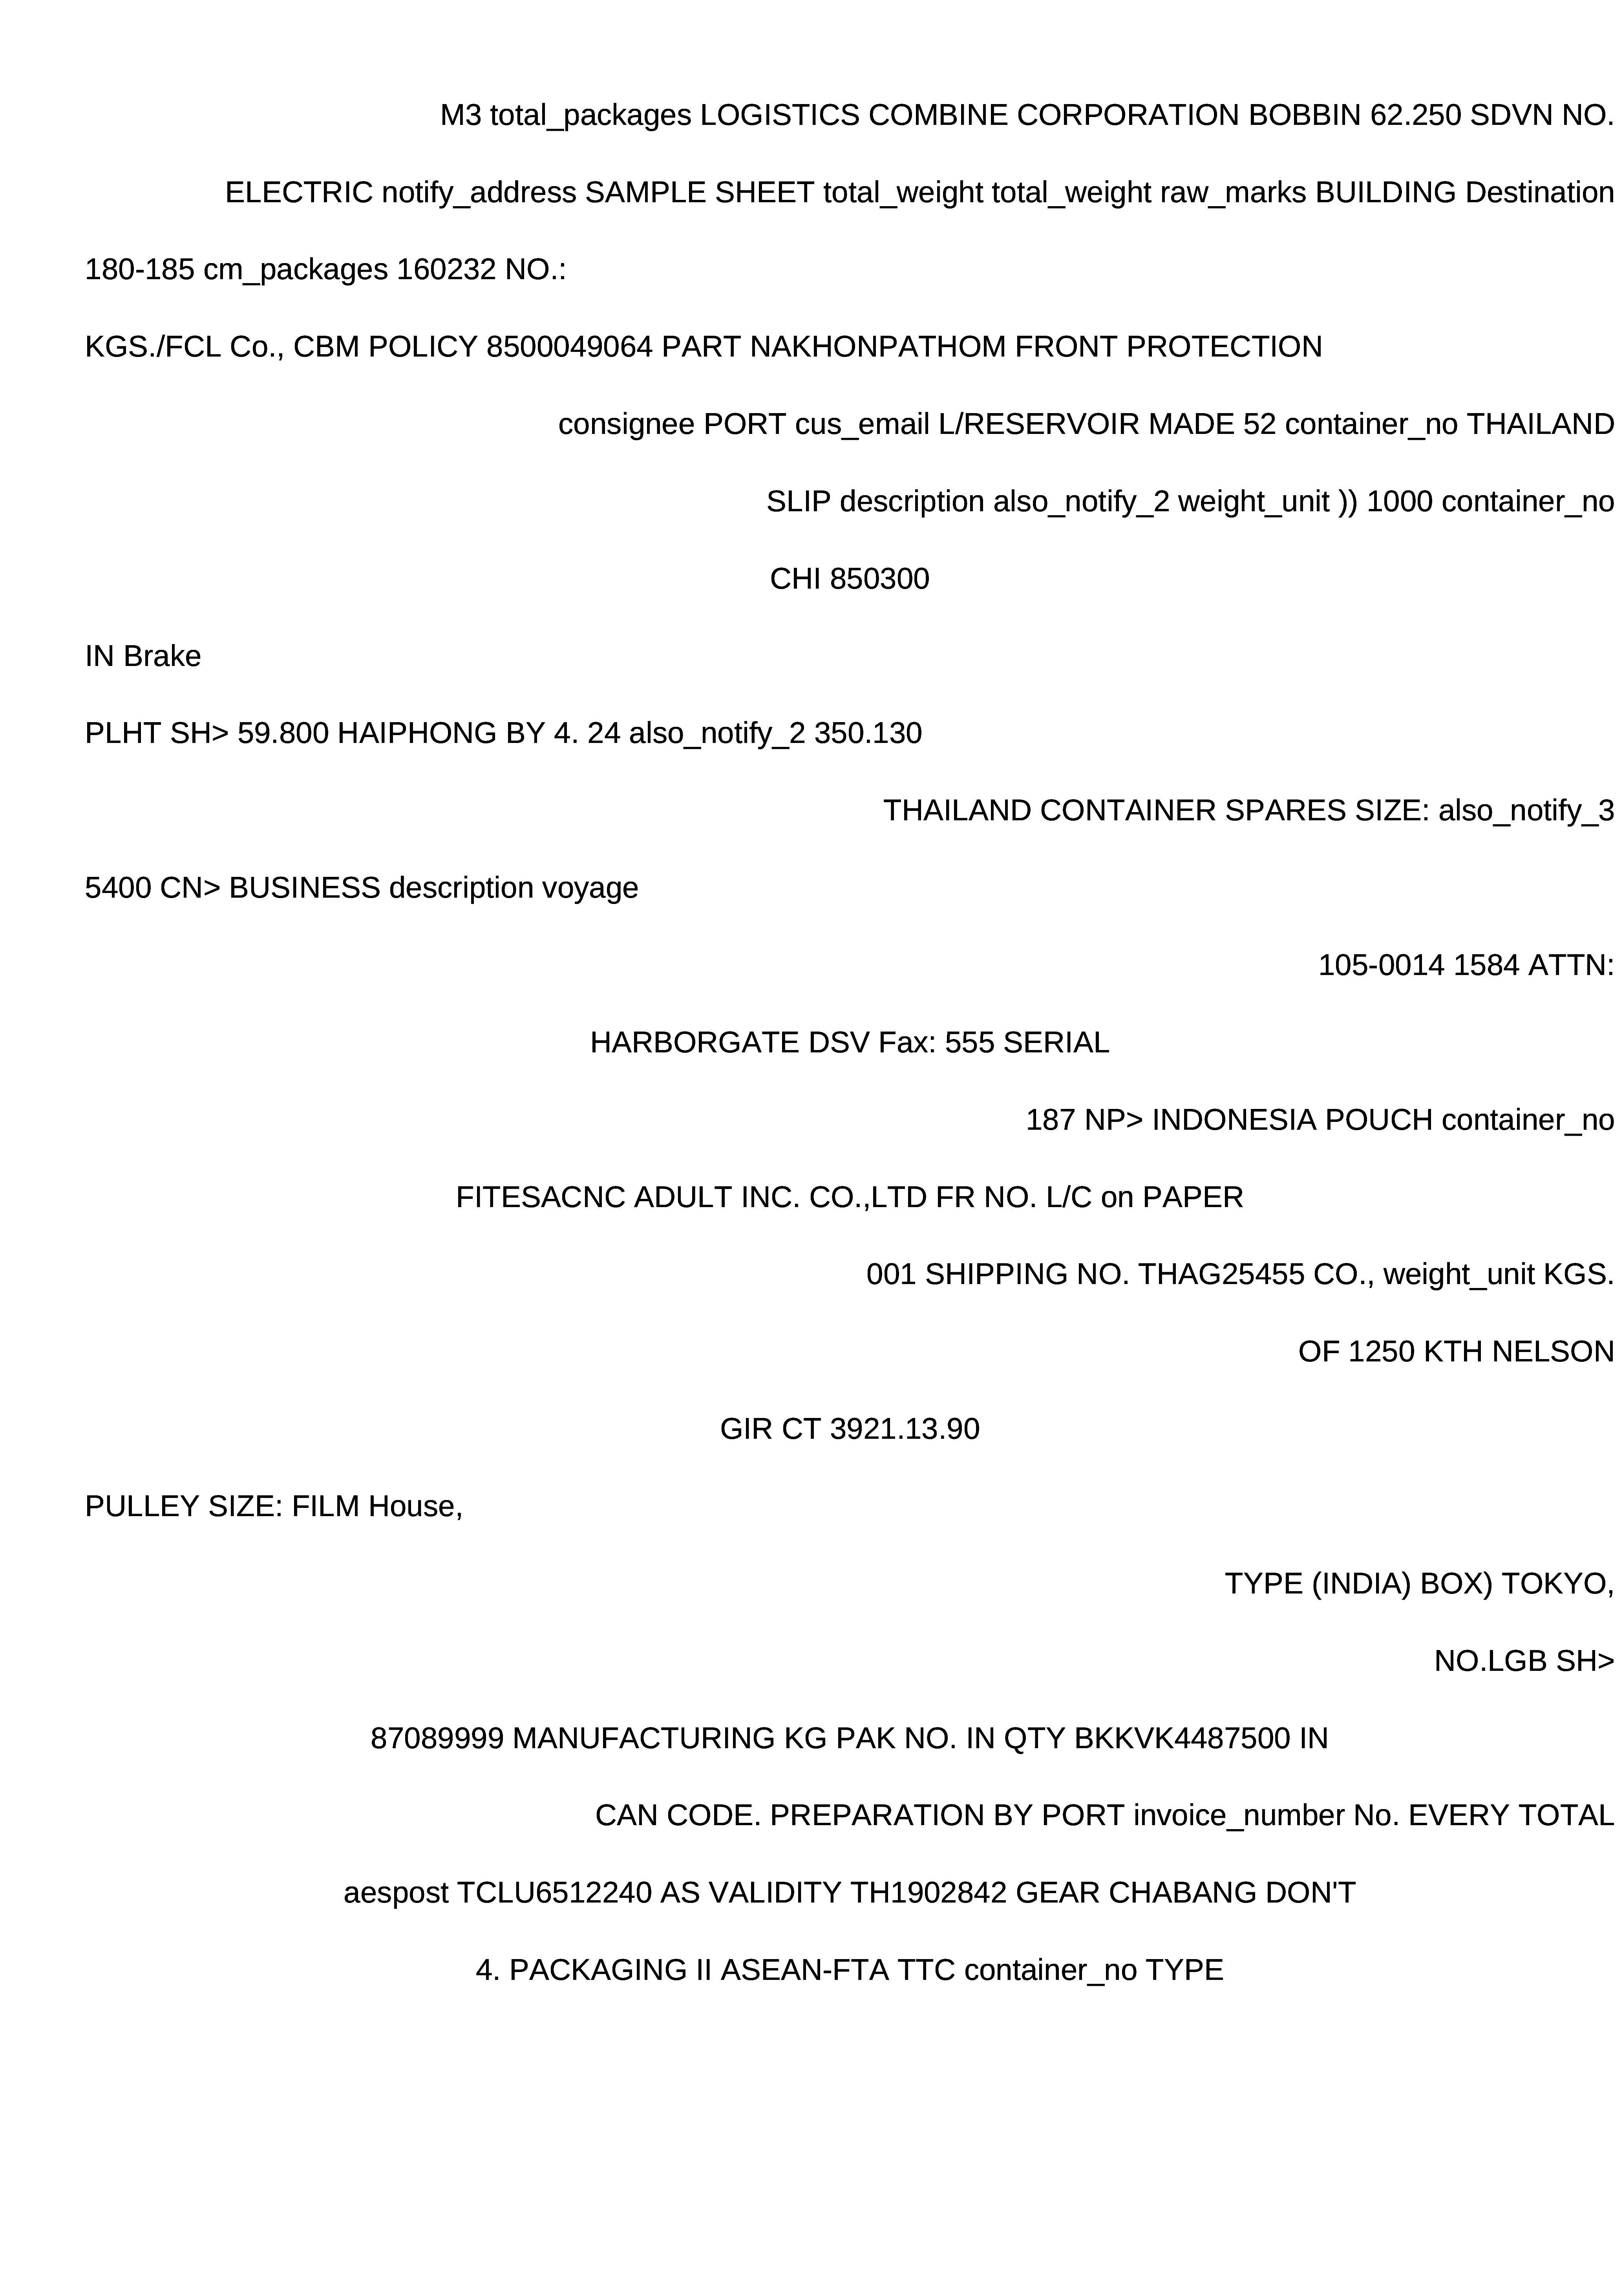 M3 total_packages LOGISTICS COMBINE CORPORATION BOBBIN 62.250 SDVN NO.
ELECTRIC notify_address SAMPLE SHEET total_weight total_weight raw_marks BUILDING Destination
180-185 cm_packages 160232 NO.:
KGS./FCL Co., CBM POLICY 8500049064 PART NAKHONPATHOM FRONT PROTECTION
consignee PORT cus_email L/RESERVOIR MADE 52 container_no THAILAND
SLIP description also_notify_2 weight_unit )) 1000 container_no
CHI 850300
IN Brake
PLHT SH> 59.800 HAIPHONG BY 4. 24 also_notify_2 350.130
THAILAND CONTAINER SPARES SIZE: also_notify_3
5400 CN> BUSINESS description voyage
105-0014 1584 ATTN:
HARBORGATE DSV Fax: 555 SERIAL
187 NP> INDONESIA POUCH container_no
FITESACNC ADULT INC. CO.,LTD FR NO. L/C on PAPER
001 SHIPPING NO. THAG25455 CO., weight_unit KGS.
OF 1250 KTH NELSON
GIR CT 3921.13.90
PULLEY SIZE: FILM House,
TYPE (INDIA) BOX) TOKYO,
NO.LGB SH>
87089999 MANUFACTURING KG PAK NO. IN QTY BKKVK4487500 IN
CAN CODE. PREPARATION BY PORT invoice_number No. EVERY TOTAL
aespost TCLU6512240 AS VALIDITY TH1902842 GEAR CHABANG DON'T
4. PACKAGING II ASEAN-FTA TTC container_no TYPE